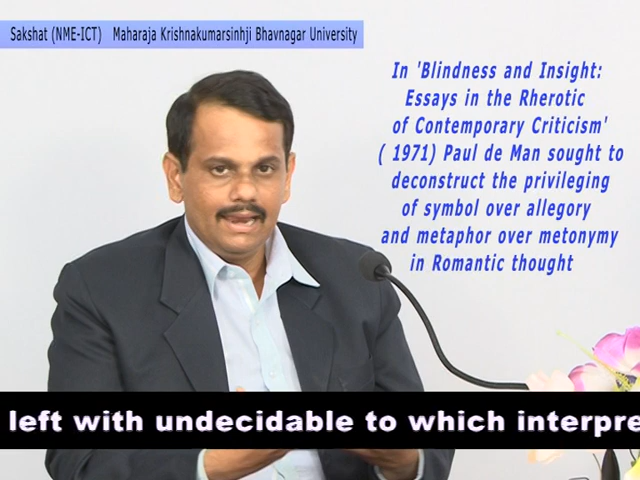 Sakshat (NME-ICT) Maharaja Krishnakumarsinhji Bhavnagar University
In 'Blindness and Insight:
Essays in the Rherotic
of Contemporary Criticism'
( 1971) Paul de Man sought to
deconstruct the privileging
of symbol over allegory
and metaphor over metonymy
in Romantic thought
left with undecidable to which interpre